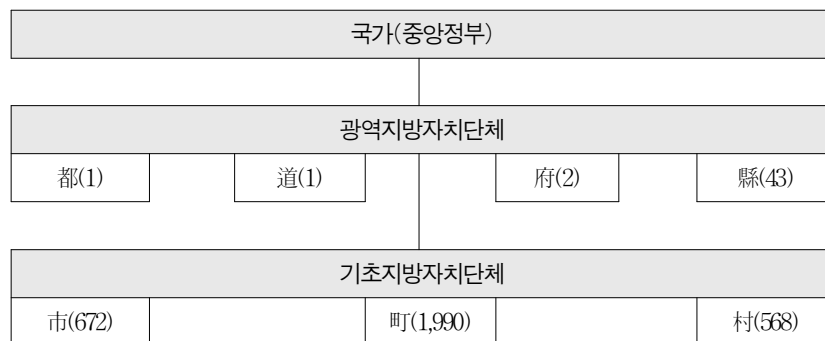 국가(중앙정부)
광역지방자치단체
都(1) 道(1) 府(2) 縣(43)
기초지방자치단체
市(672) 町(1,990) 村(568)